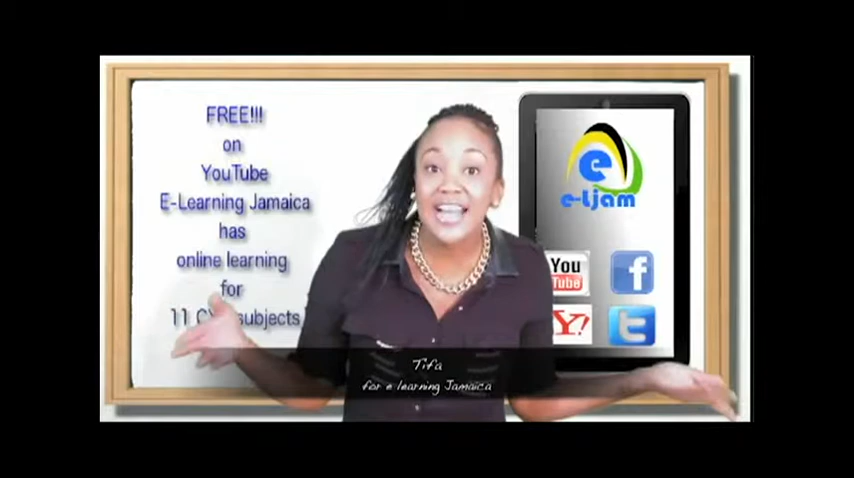 FREE!!!
on
YouTube
E-Learning Jamaica
has
online learning
for
11 subjects
e
e-Ljam
You
Tube
f
Y!
t
Tifa
for e learning Jamaica